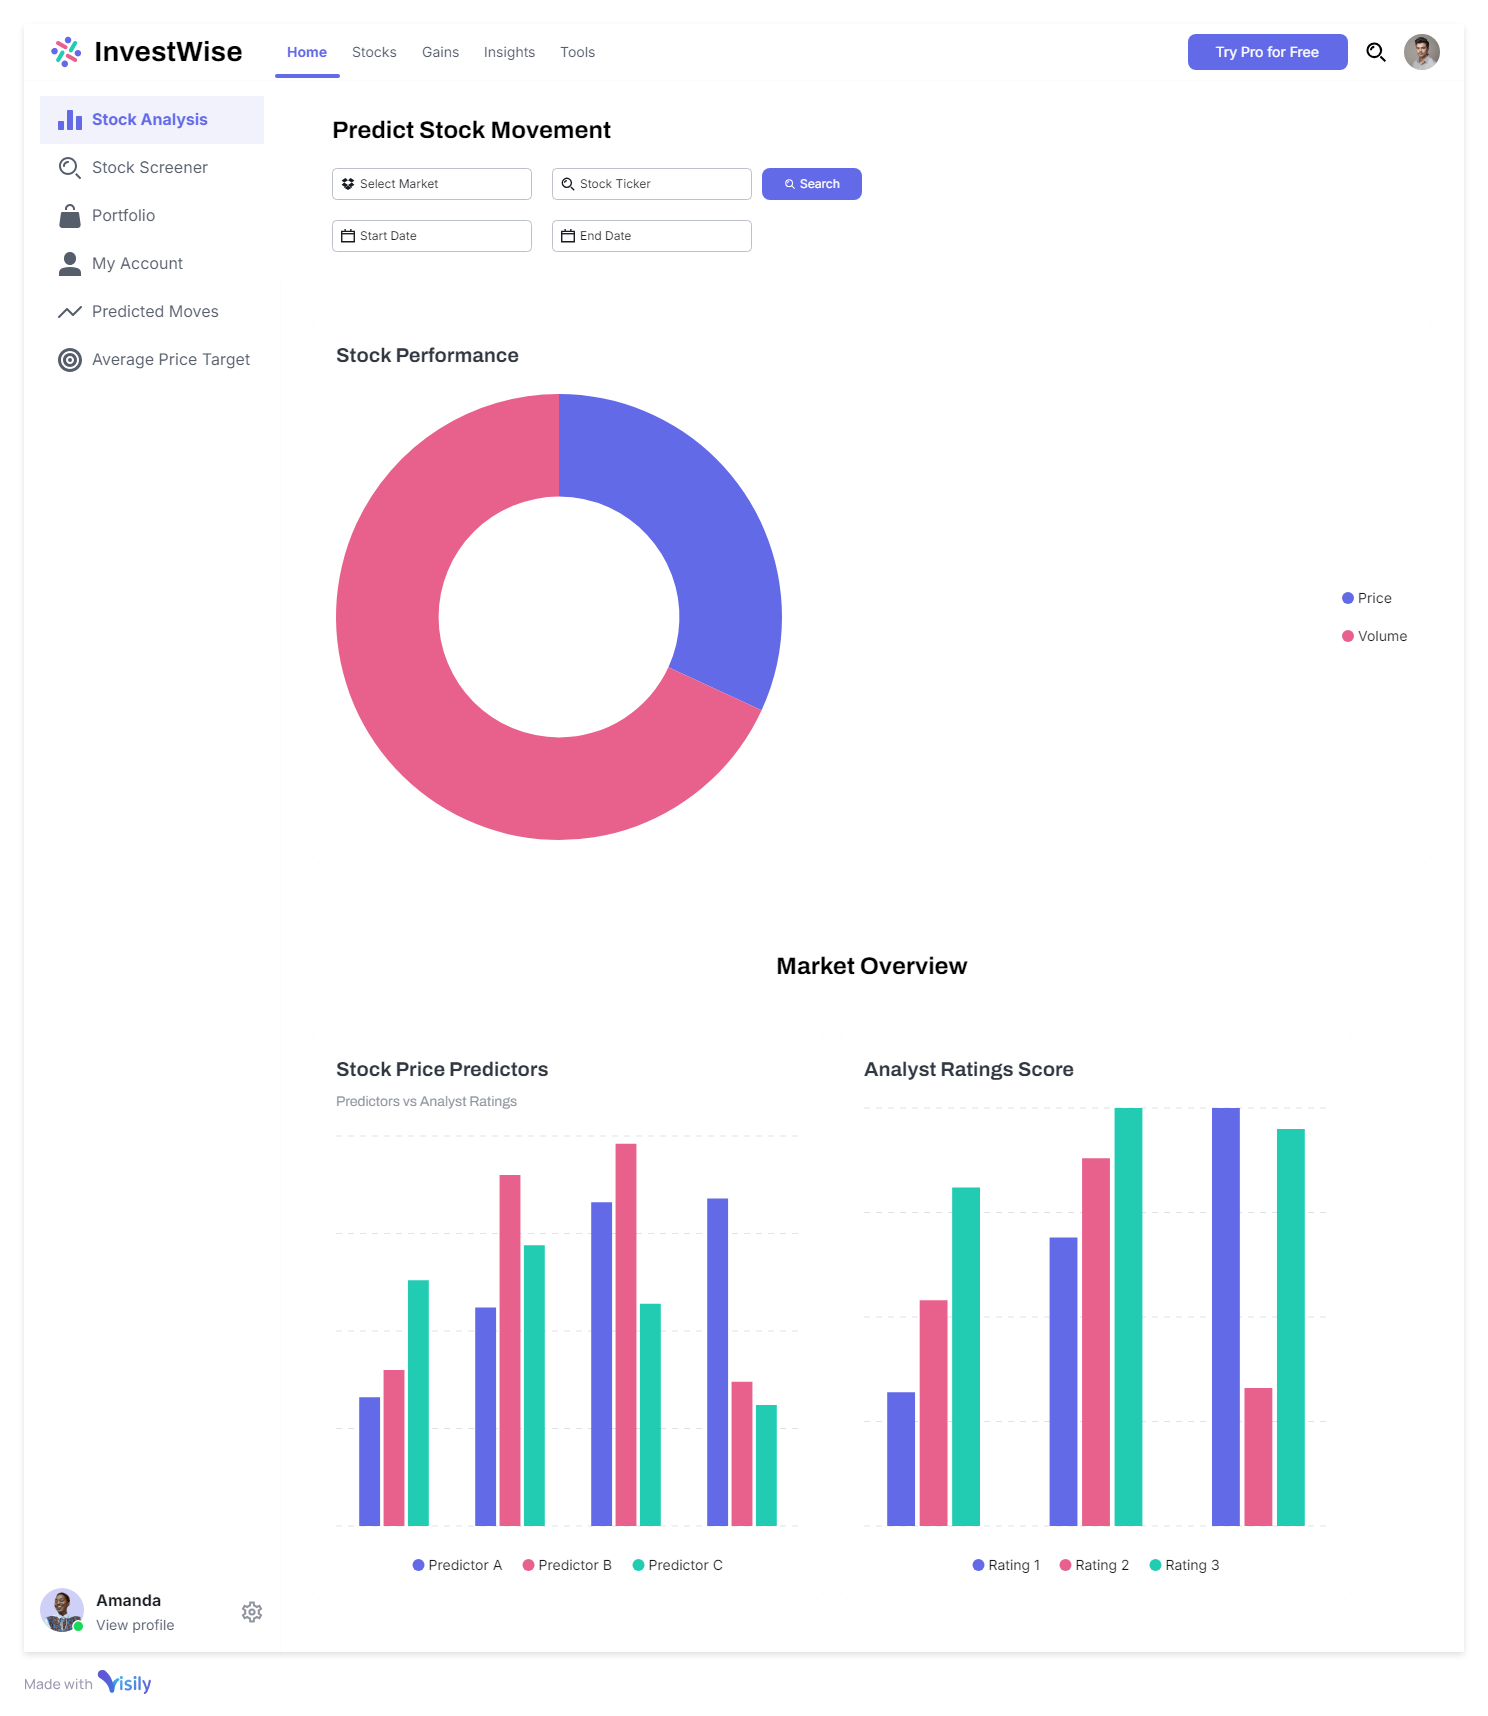 InvestWise
Home Stocks Gains Insights Tools
Try Pro for Free
Stock Analysis
Stock Screener
Portfolio
My Account
Predicted Moves
Average Price Target
Predict Stock Movement
Select Market
Stock Ticker
Search
Start Date
End Date
Stock Performance
Price
Volume
Market Overview
Stock Price Predictors
Predictors vs Analyst Ratings
Predictor A Predictor B Predictor C
Analyst Ratings Score
Rating 1 Rating 2 Rating 3
Amanda
View profile
Made with Visily